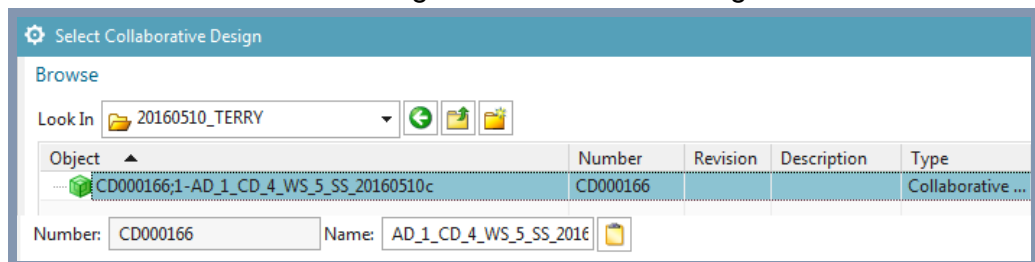 Select Collaborative Design
Browse
Look In 20160510_TERRY
Object Number Revision Description Type
CD000166;1-AD_1_CD_4_WS_5_SS_20160510c CD000166 Collaborative ...
Number: CD000166 Name: AD_1_CD_4_WS_5_SS_2016